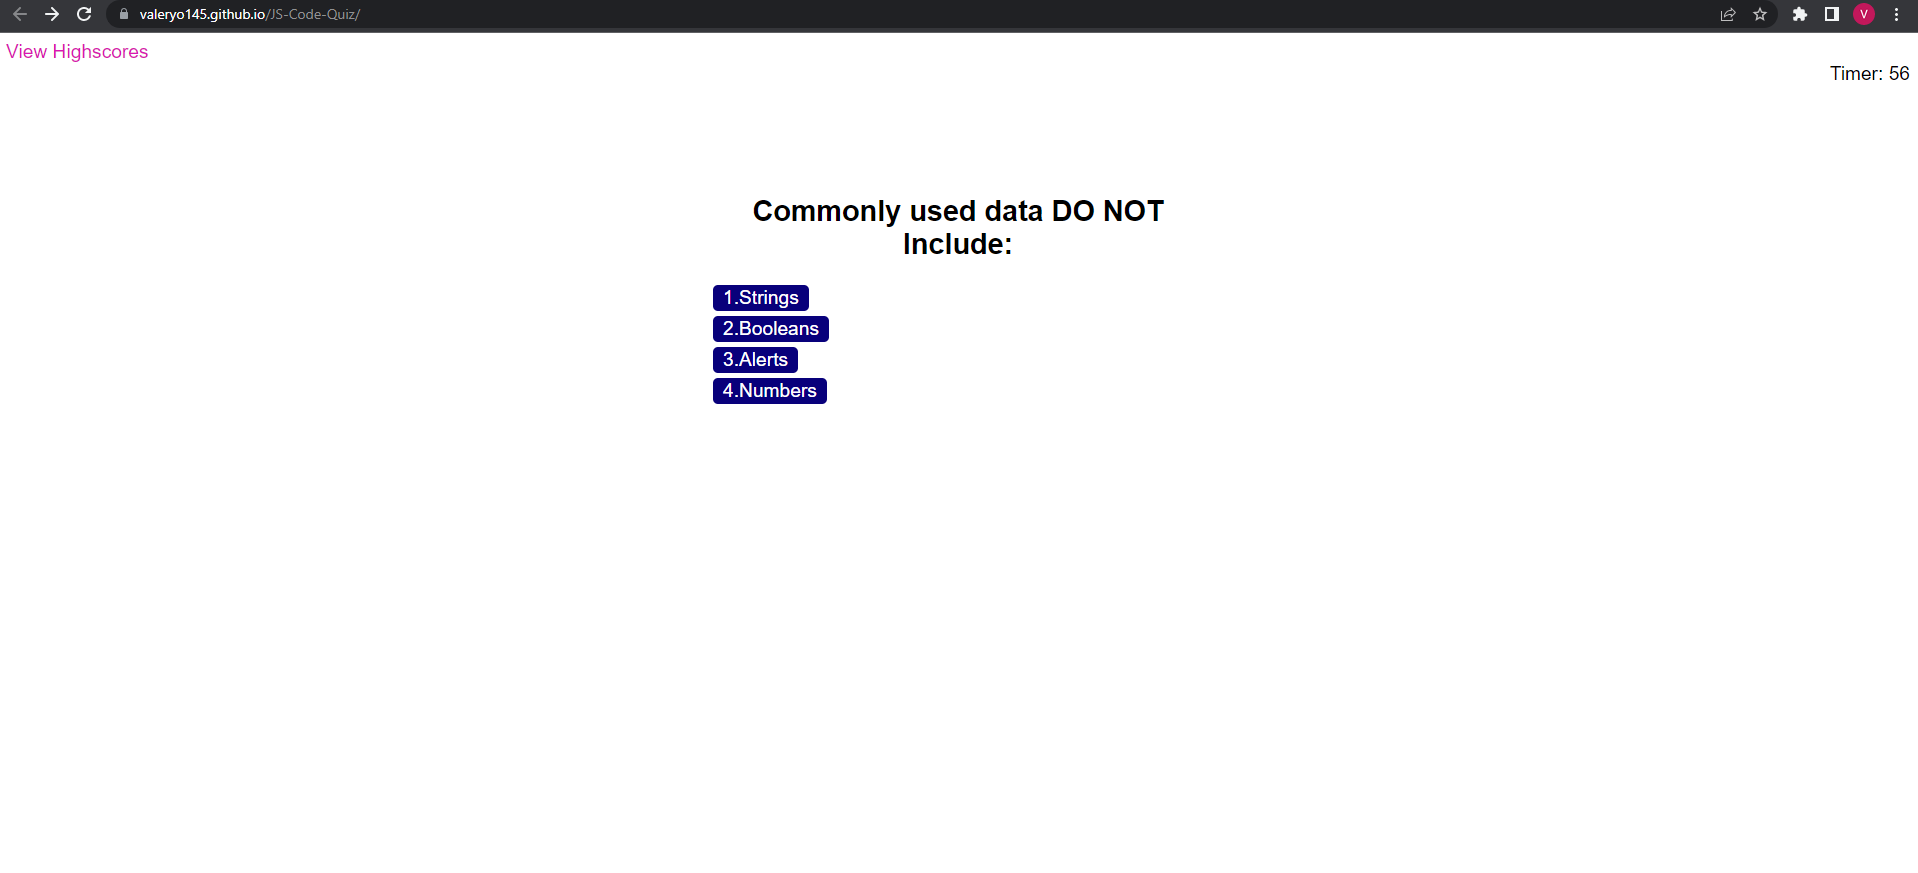 valeryo145.github.io/JS-Code-Quiz/
V
View Highscores
Timer: 56
Commonly used data DO NOT
Include:
1.Strings
2.Booleans
3.Alerts
4.Numbers